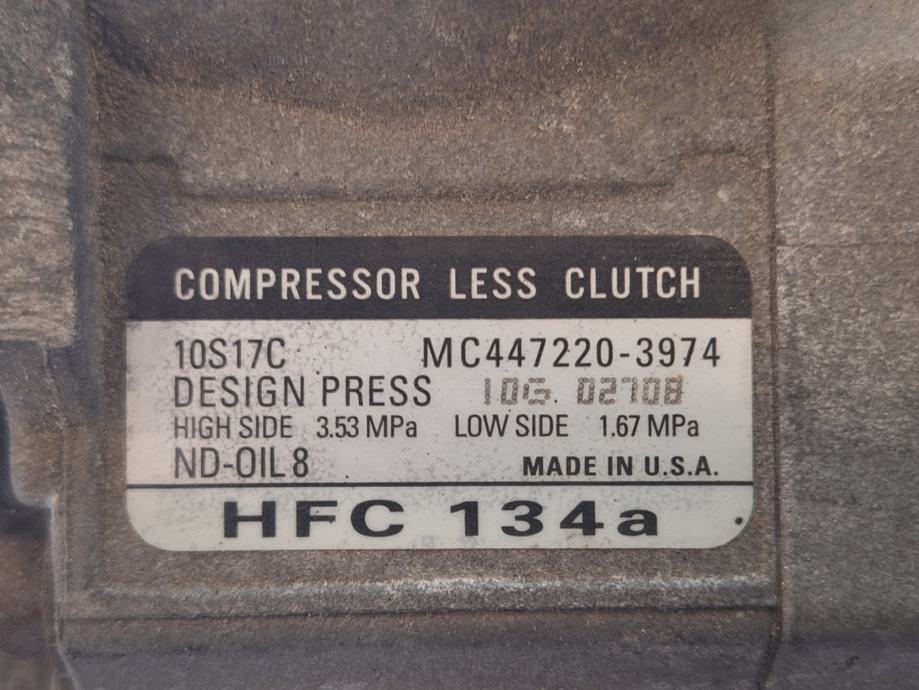 COMPRESSOR LESS CLUTCH
10S17C MC447220-3974
DESIGN PRESS 10G. 02708
HIGH SIDE 3.53 MPa LOW SIDE 1.67 MPa
ND-OIL 8 MADE IN U.S.A.
HFC 134a